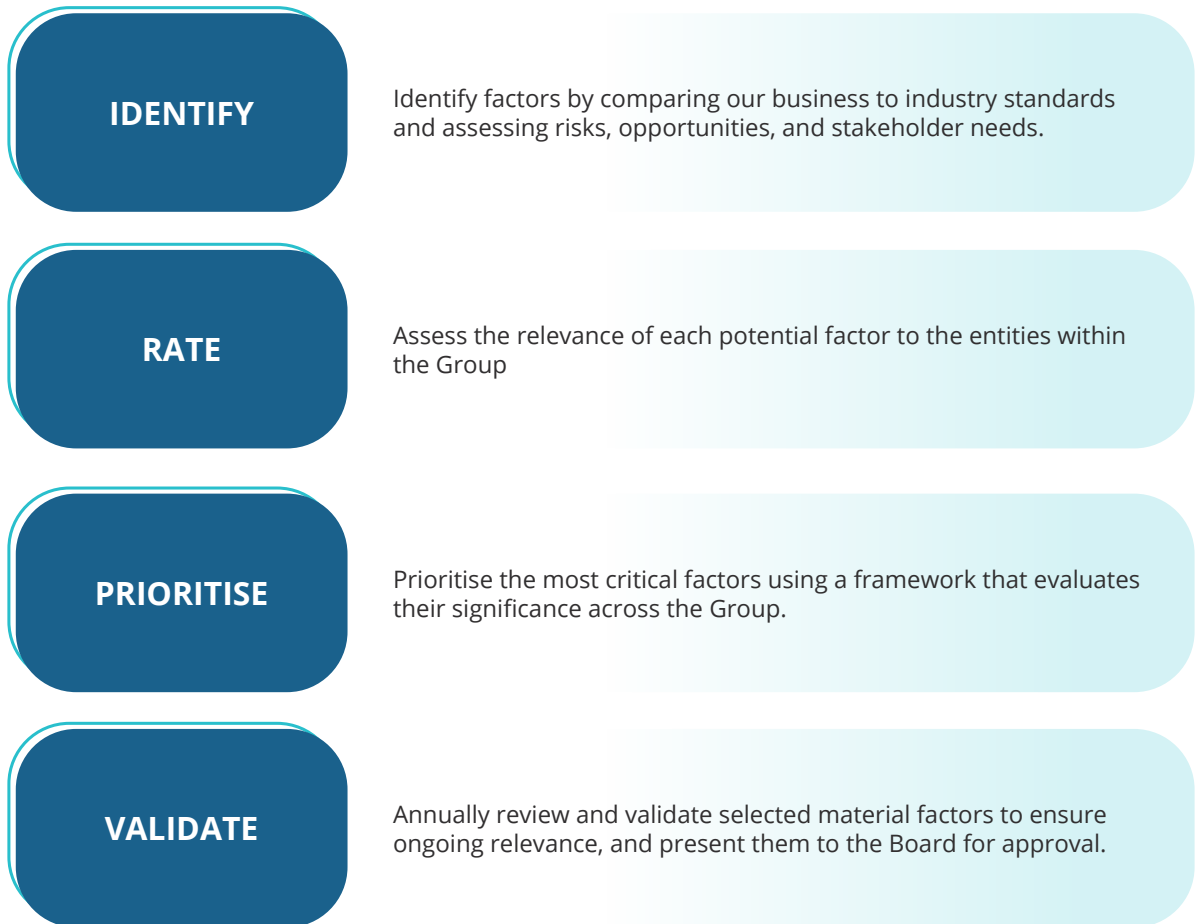 IDENTIFY
Identify factors by comparing our business to industry standards
and assessing risks, opportunities, and stakeholder needs.
RATE
Assess the relevance of each potential factor to the entities within
the Group
PRIORITISE
Prioritise the most critical factors using a framework that evaluates
their significance across the Group.
VALIDATE
Annually review and validate selected material factors to ensure
ongoing relevance, and present them to the Board for approval.